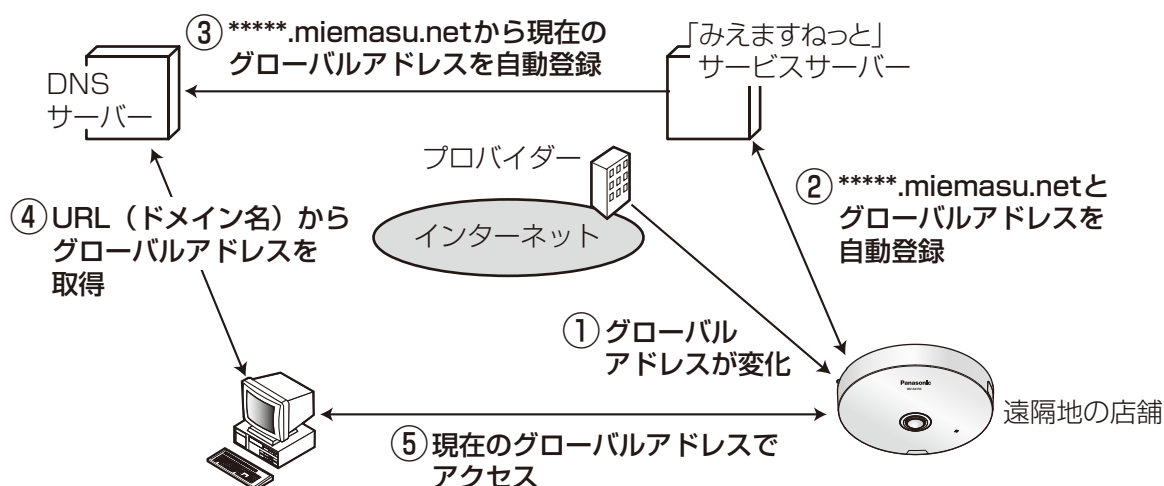 ③*****.miemasu.netから現在の
グローバルアドレスを自動登録
「みえますねっと」
サービスサーバー
DNS
サーバー
プロバイダー
②*****.miemasu.netと
グローバルアドレスを
自動登録
④URL（ドメイン名）から
グローバルアドレスを
取得
インターネット
①グローバル
アドレスが変化
Panasonic
遠隔地の店舗
⑤現在のグローバルアドレスで
アクセス